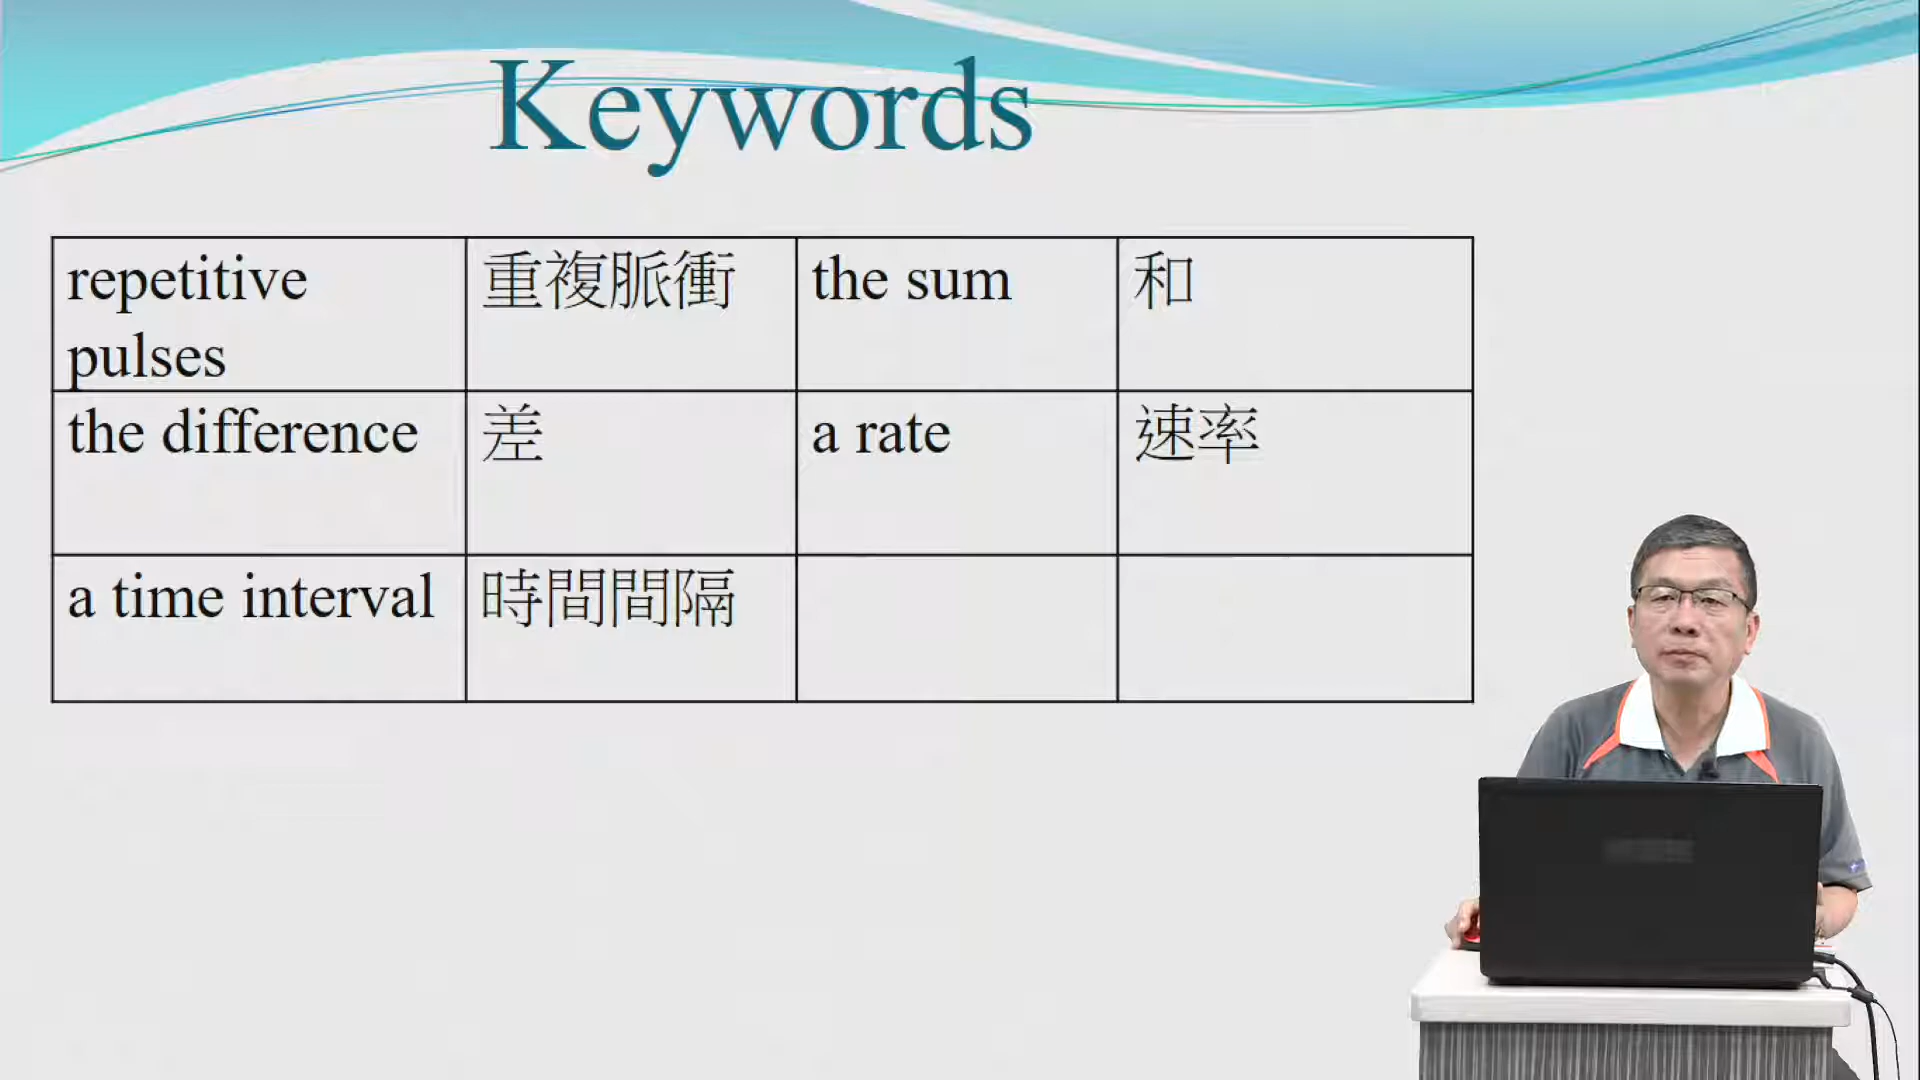 Keywords
repetitive pulses 重複脈衝 the sum 和
the difference 差 a rate 速率
a time interval 時間間隔